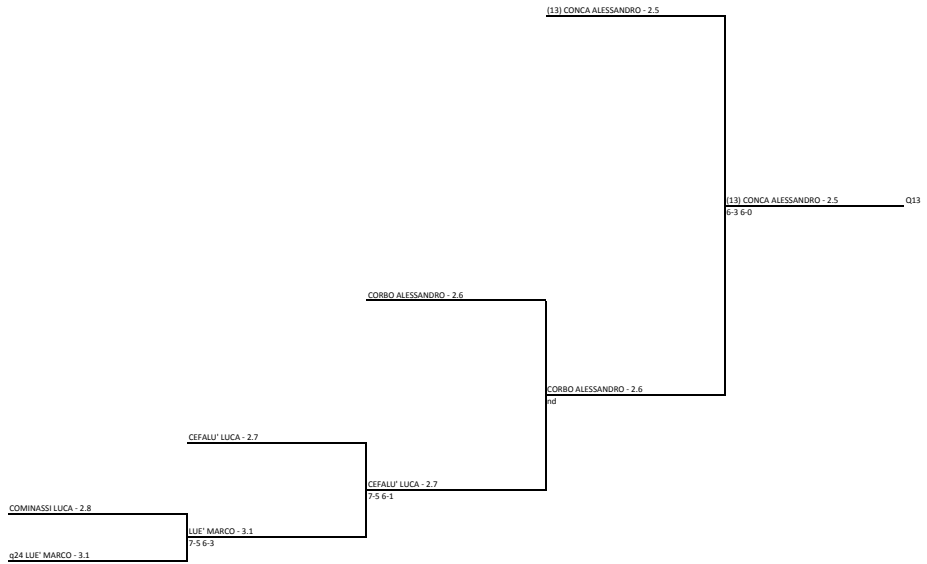 (13) CONCA ALESSANDRO - 2.5
(13) CONCA ALESSANDRO - 2.5
Q13
6-3 6-0
CORBO ALESSANDRO - 2.6
CORBO ALESSANDRO - 2.6
nd
CEFALU' LUCA - 2.7
CEFALU' LUCA - 2.7
7-5 6-1
COMINASSI LUCA - 2.8
LUE' MARCO - 3.1
7-5 6-3
q24 LUE' MARCO - 3.1